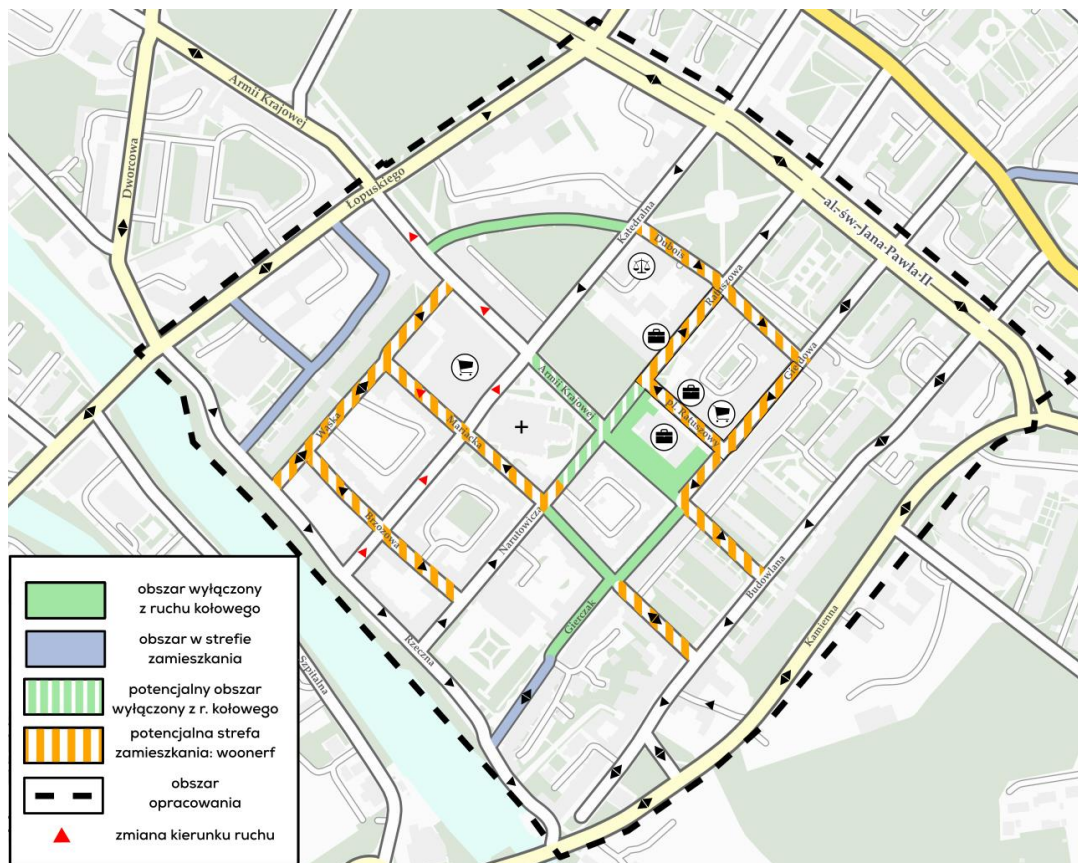 Armii Krajowej
Dworcowa
Łopuskiego
Katedralna
Dubois
al. św. Jana Pawła II
Ratuszowa
Giełdowa
Armii Krajowej
pl. Ratuszowy
Wąska
Mariacka
Narutowicza
Brzozowa
Budowlana
Gierczak
Kamienna
Rzeczna
Szpitalna
obszar wyłączony
z ruchu kołowego
obszar w strefie
zamieszkania
potencjalny obszar
wyłączony z r. kołowego
potencjalna strefa
zamieszkania: woonerf
obszar
opracowania
zmiana kierunku ruchu